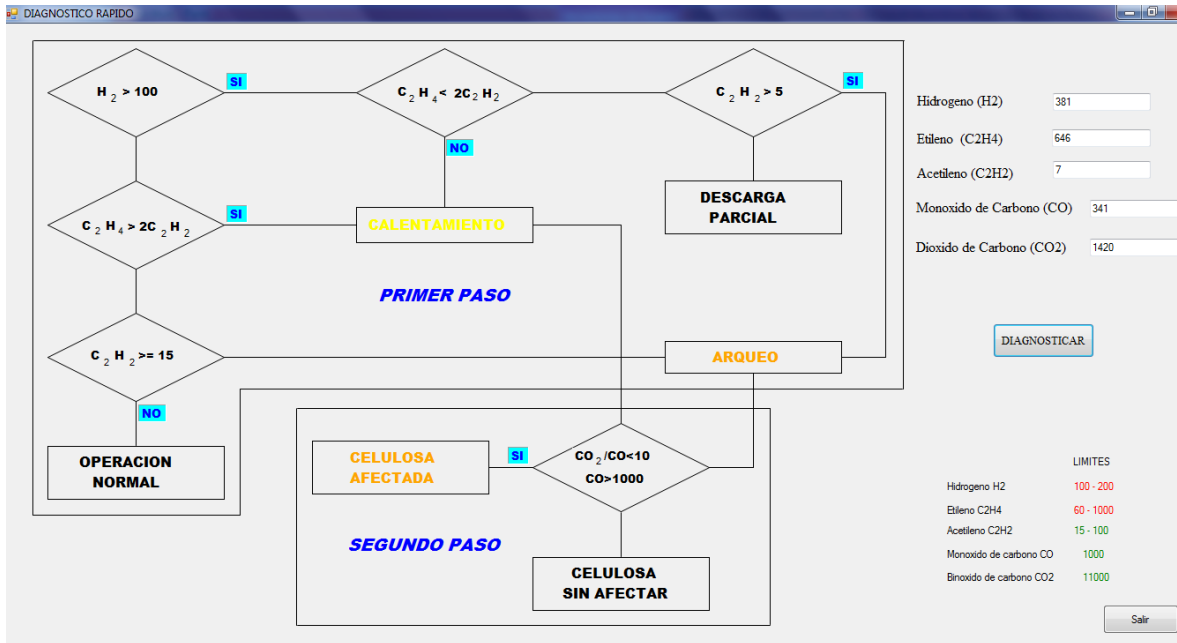 DIAGNOSTICO RAPIDO
H2 > 100
SI
C2H4< 2C2H2
C2H2 > 5
SI
NO
C2H4 > 2C2H2
SI
CALENTAMIENTO
DESCARGA
PARCIAL
PRIMER PASO
C2H2 >= 15
ARQUEO
NO
OPERACION
NORMAL
CELULOSA
AFECTADA
SI
CO2/CO<10
CO>1000
SEGUNDO PASO
CELULOSA
SIN AFECTAR
Hidrogeno (H2) 381
Etileno (C2H4) 646
Acetileno (C2H2) 7
Monoxido de Carbono (CO) 341
Dioxido de Carbono (CO2) 1420
DIAGNOSTICAR
LIMITES
Hidrogeno H2 100 - 200
Etileno C2H4 60 - 1000
Acetileno C2H2 15 - 100
Monoxido de carbono CO 1000
Binoxido de carbono CO2 11000
Salir